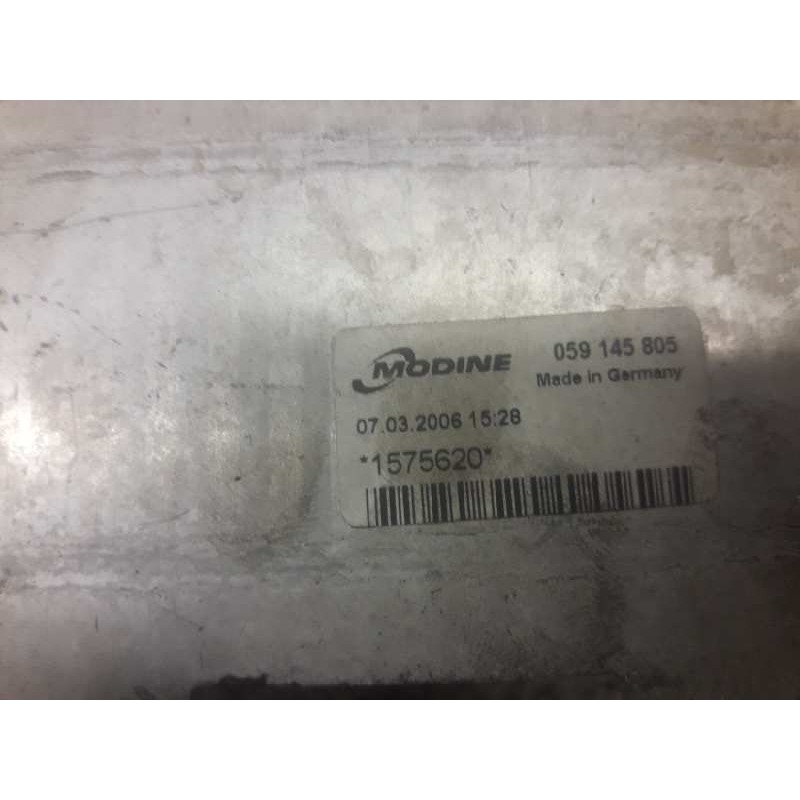 MODINE 059 145 805
Made in Germany
07.03.2006 15:28
*1575620*